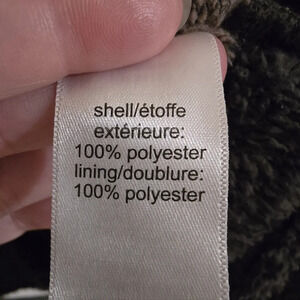 shell/étoffe
extérieure:
100% polyester
lining/doublure:
100% polyester